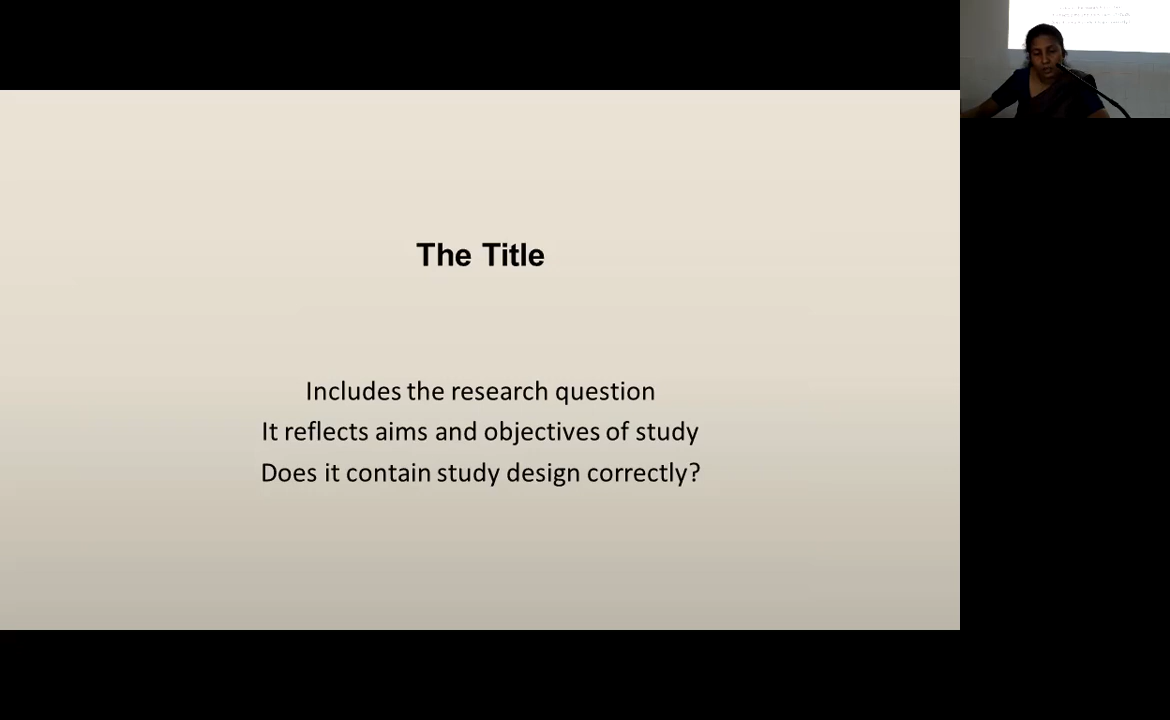 The Title
Includes the research question
It reflects aims and objectives of study
Does it contain study design correctly?